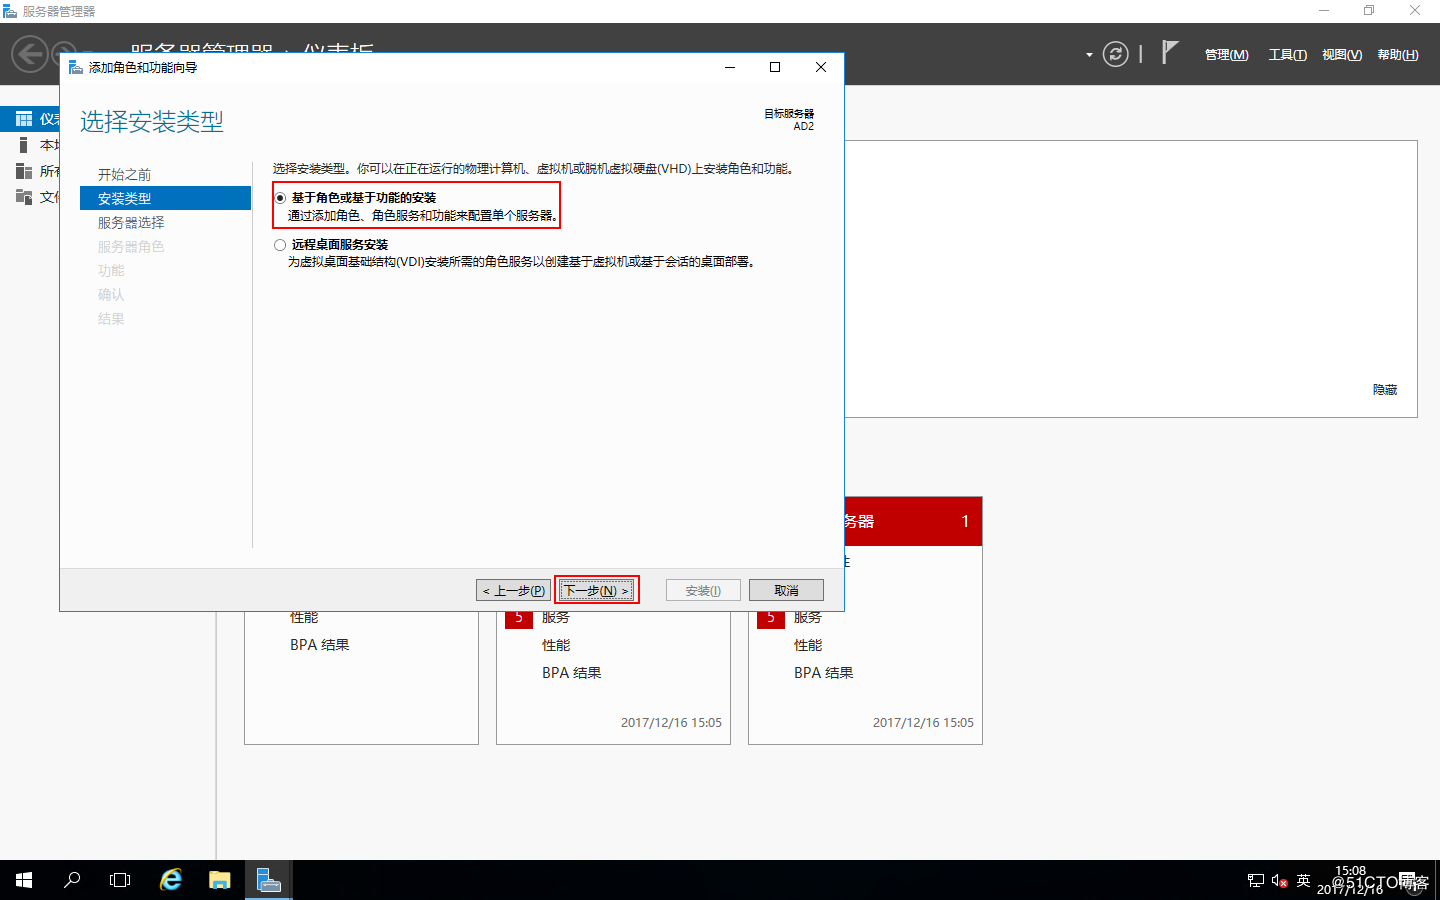 服务器管理器
服务器管理器 · 仪表板
管理(M)
工具(T)
视图(V)
帮助(H)
添加角色和功能向导
选择安装类型
目标服务器
AD2
仪表
本地
所有
文件
开始之前
安装类型
服务器选择
服务器角色
功能
确认
结果
选择安装类型。你可以在正在运行的物理计算机、虚拟机或脱机虚拟硬盘(VHD)上安装角色和功能。
基于角色或基于功能的安装
通过添加角色、角色服务和功能来配置单个服务器。
远程桌面服务安装
为虚拟桌面基础结构(VDI)安装所需的角色服务以创建基于虚拟机或基于会话的桌面部署。
隐藏
务器 1
性
< 上一步(P)
下一步(N) >
安装(I)
取消
性能
BPA 结果
5 服务
性能
BPA 结果
2017/12/16 15:05
5 服务
性能
BPA 结果
2017/12/16 15:05
英
15:08
2017/12/16
@51CTO博客